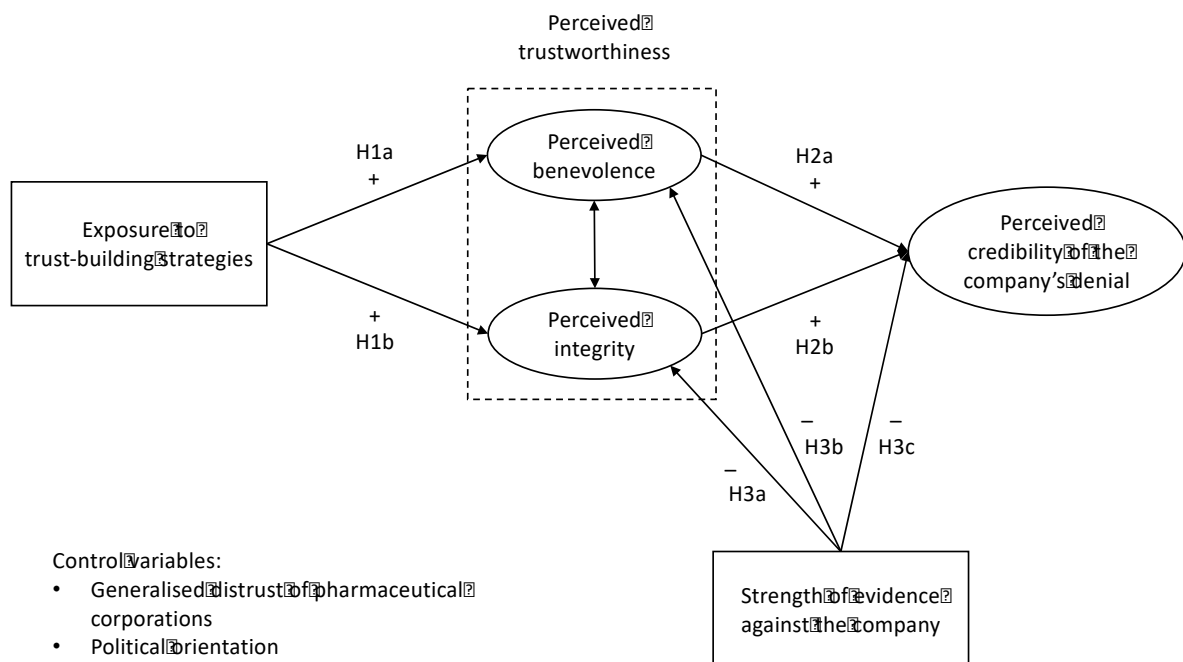 Perceived
trustworthiness
H1a
+
Perceived
benevolence
H2a
+
Exposure to
trust-building strategies
Perceived
credibility of the
company's denial
+
H1b
Perceived
integrity
+
H2b
–
H3b
–
H3c
–
H3a
Control variables:
• Generalised distrust of pharmaceutical
corporations
• Political orientation
Strength of evidence
against the company